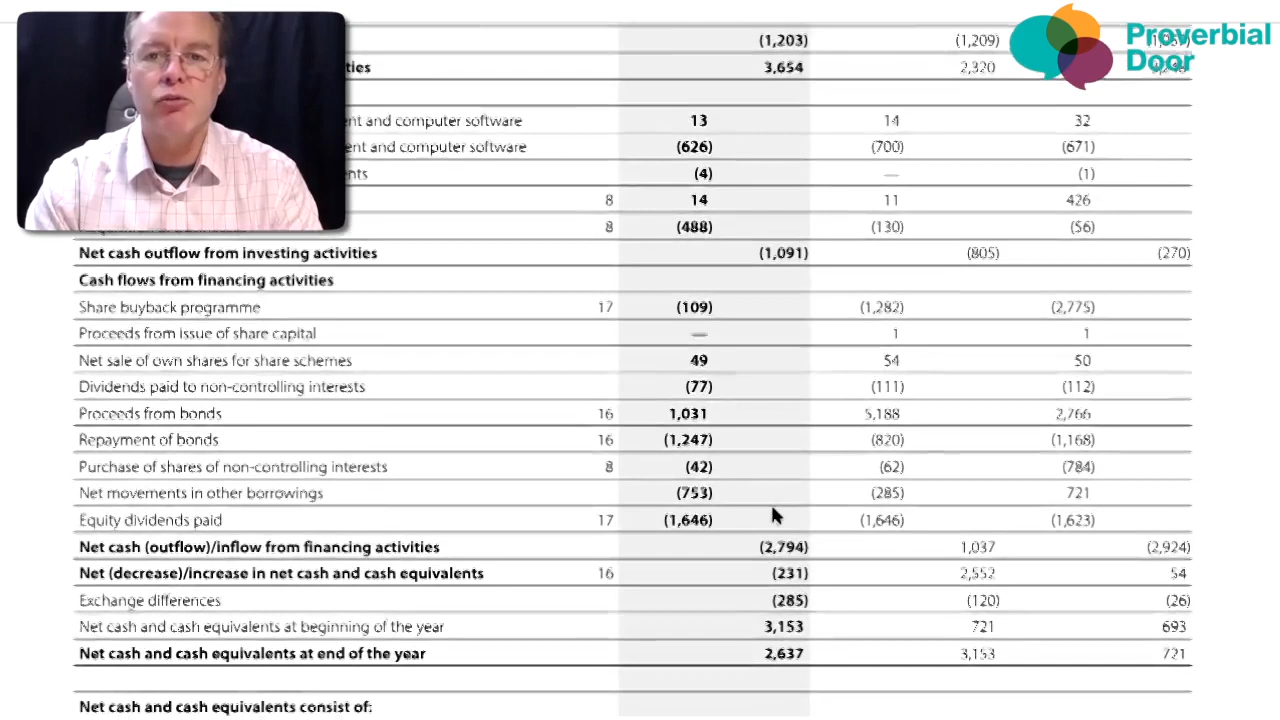 (1,203) (1,209)
Proverbial
Door
ties 3,654 2,320
ent and computer software 13 14 32
ent and computer software (626) (700) (671)
nts (4) — (1)
8 14 11 426
8 (488) (130) (56)
Net cash outflow from investing activities (1,091) (805) (270)
Cash flows from financing activities
Share buyback programme 17 (109) (1,282) (2,775)
Proceeds from issue of share capital — 1 1
Net sale of own shares for share schemes 49 54 50
Dividends paid to non-controlling interests (77) (111) (112)
Proceeds from bonds 16 1,031 5,188 2,766
Repayment of bonds 16 (1,247) (820) (1,168)
Purchase of shares of non-controlling interests 8 (42) (62) (784)
Net movements in other borrowings (753) (285) 721
Equity dividends paid 17 (1,646) (1,646) (1,623)
Net cash (outflow)/inflow from financing activities (2,794) 1,037 (2,924)
Net (decrease)/increase in net cash and cash equivalents 16 (231) 2,552 54
Exchange differences (285) (120) (26)
Net cash and cash equivalents at beginning of the year 3,153 721 693
Net cash and cash equivalents at end of the year 2,637 3,153 721
Net cash and cash equivalents consist of: